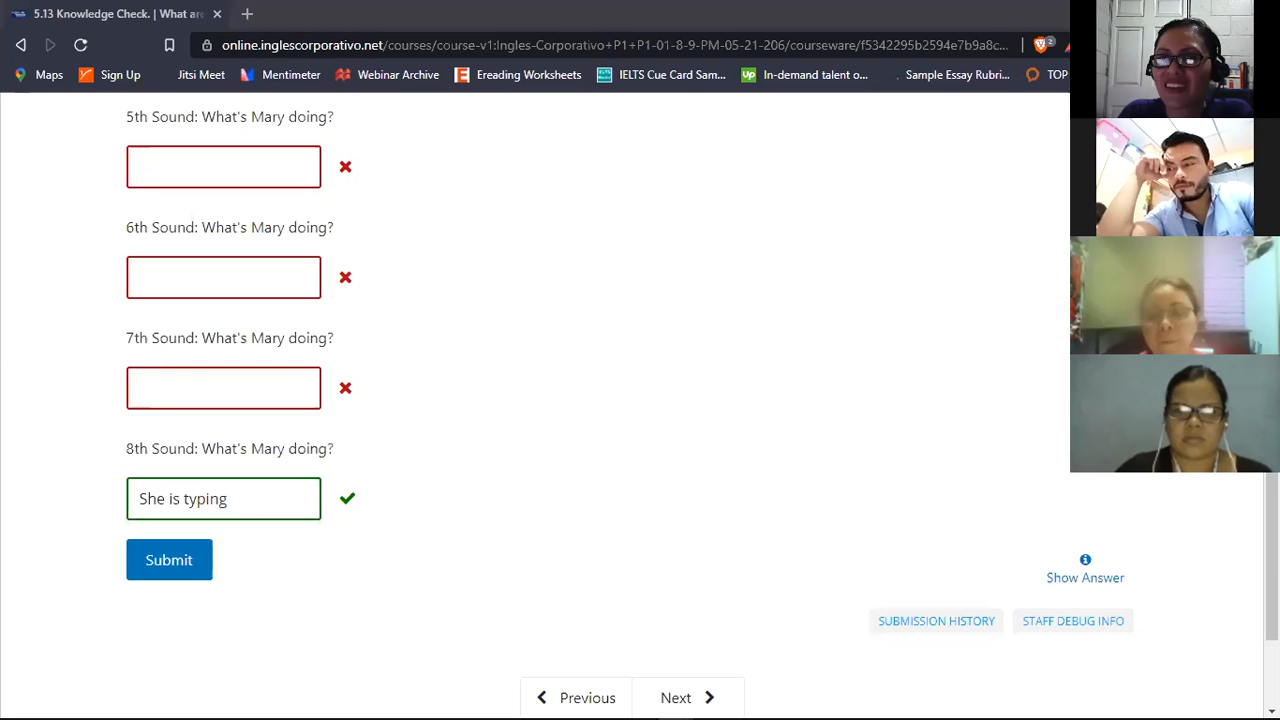 5.13 Knowledge Check. | What are
online.inglescorporativo.net/courses/course-v1:Ingles-Corporativo+P1+P1-01-8-9-PM-05-21-206/courseware/f5342295b2594e7b9a8c...
2
Maps Sign Up Jitsi Meet Mentimeter Webinar Archive Ereading Worksheets IELTS Cue Card Sam... In-demand talent o... Sample Essay Rubri... TOP
5th Sound: What's Mary doing?
6th Sound: What's Mary doing?
7th Sound: What's Mary doing?
8th Sound: What's Mary doing?
She is typing
Submit
Show Answer
SUBMISSION HISTORY STAFF DEBUG INFO
Previous Next